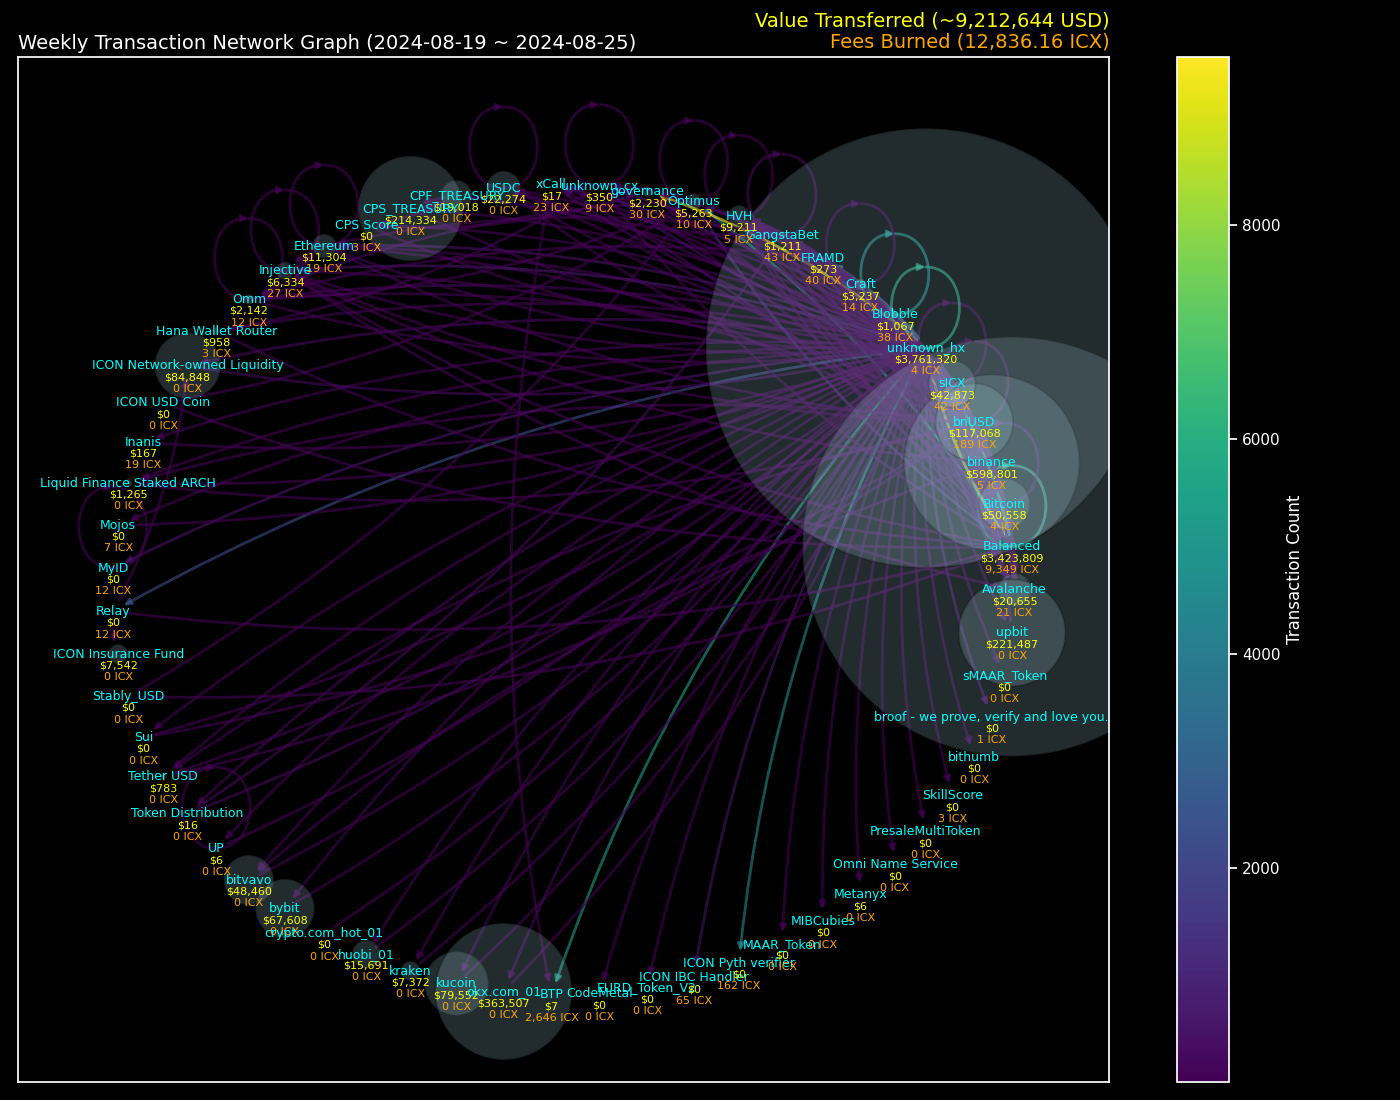 Value Transferred (~9,212,644 USD)
Weekly Transaction Network Graph (2024-08-19 ~ 2024-08-25)
Fees Burned (12,836.16 ICX)
USDC
$22,274
0 ICX
xCall
$17
23 ICX
unknown_cx
$350
9 ICX
governance
$2,230
30 ICX
Optimus
$5,263
10 ICX
HVH
$9,211
5 ICX
GangstaBet
$1,211
43 ICX
FRAMD
$273
40 ICX
Craft
$3,237
14 ICX
Blobble
$1,067
38 ICX
unknown_hx
$3,761,320
4 ICX
sICX
$42,873
42 ICX
bnUSD
$117,068
189 ICX
binance
$598,801
5 ICX
Bitcoin
$50,558
4 ICX
Balanced
$3,423,809
9,349 ICX
Avalanche
$20,655
21 ICX
upbit
$221,487
0 ICX
sMAAR_Token
$0
0 ICX
broof - we prove, verify and love you.
$0
1 ICX
bithumb
$0
0 ICX
SkillScore
$0
3 ICX
PresaleMultiToken
$0
0 ICX
Omni Name Service
$0
0 ICX
Metanyx
$6
0 ICX
MIBCubies
$0
0 ICX
MAAR_Token
$0
0 ICX
ICON Pyth verifier
$0
162 ICX
ICON IBC Handler
$0
65 ICX
EURD_Token_V2
$0
0 ICX
CodeMetal
$0
0 ICX
BTP
$7
2,646 ICX
okx.com_01
$363,507
0 ICX
kucoin
$79,552
0 ICX
kraken
$7,372
0 ICX
huobi_01
$15,691
0 ICX
crypto.com_hot_01
$0
0 ICX
bybit
$67,608
0 ICX
bitvavo
$48,460
0 ICX
UP
$6
0 ICX
Token Distribution
$16
0 ICX
Tether USD
$783
0 ICX
Sui
$0
0 ICX
Stably_USD
$0
0 ICX
ICON Insurance Fund
$7,542
0 ICX
Relay
$0
12 ICX
MyID
$0
12 ICX
Mojos
$0
7 ICX
Liquid Finance Staked ARCH
$1,265
0 ICX
Inanis
$167
19 ICX
ICON USD Coin
$0
0 ICX
ICON Network-owned Liquidity
$84,848
0 ICX
Hana Wallet Router
$958
3 ICX
Omm
$2,142
12 ICX
Injective
$6,334
27 ICX
Ethereum
$11,304
19 ICX
CPS Score
$0
3 ICX
CPS_TREASURY
$214,334
0 ICX
CPF_TREASURY
0 ICX
8000
6000
4000
2000
Transaction Count